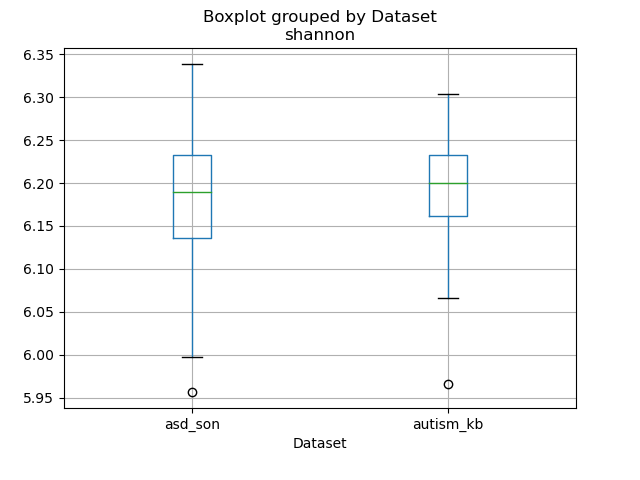 Boxplot grouped by Dataset
shannon
6.35
6.30
6.25
6.20
6.15
6.10
6.05
6.00
5.95
asd_son autism_kb
Dataset